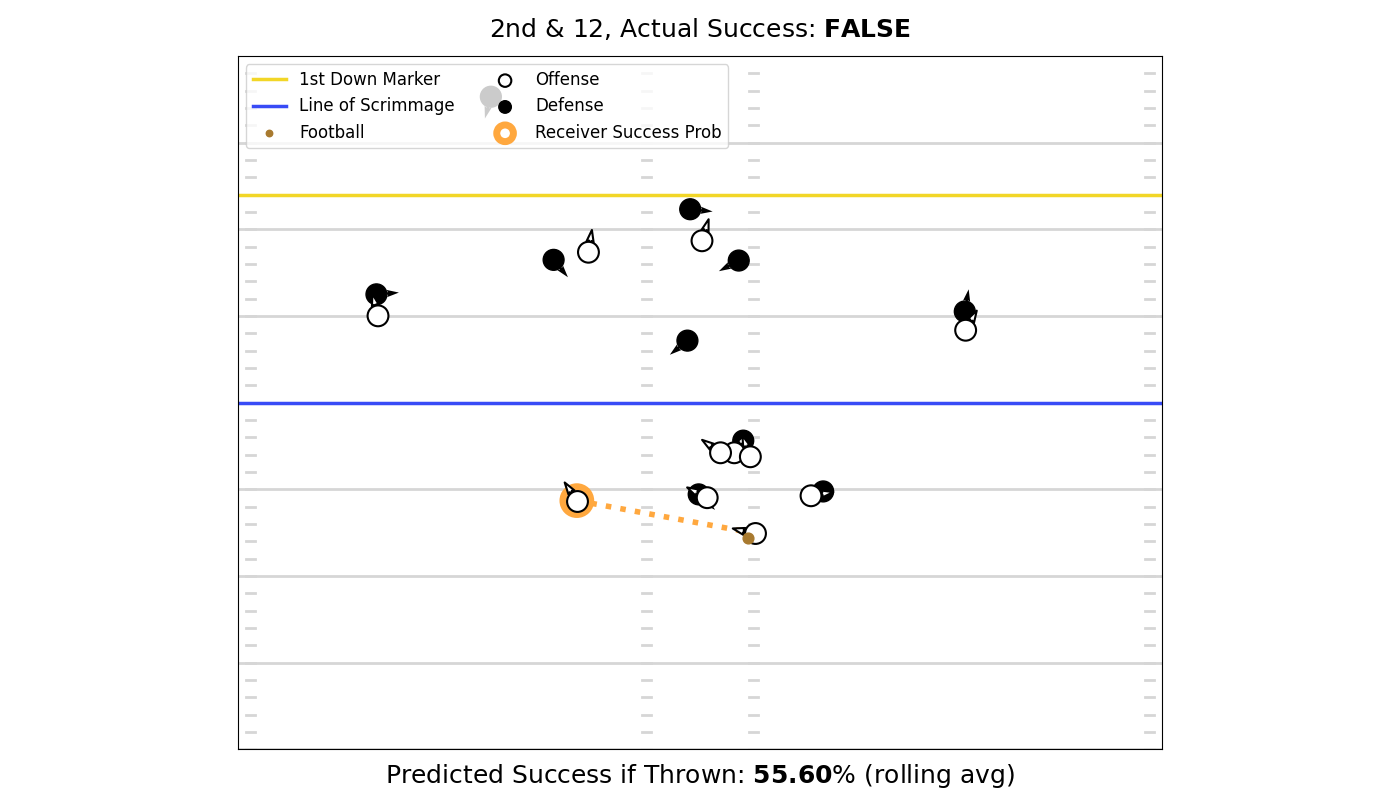 2nd & 12, Actual Success: FALSE
1st Down Marker
Line of Scrimmage
Football
Offense
Defense
Receiver Success Prob
Predicted Success if Thrown: 55.60% (rolling avg)